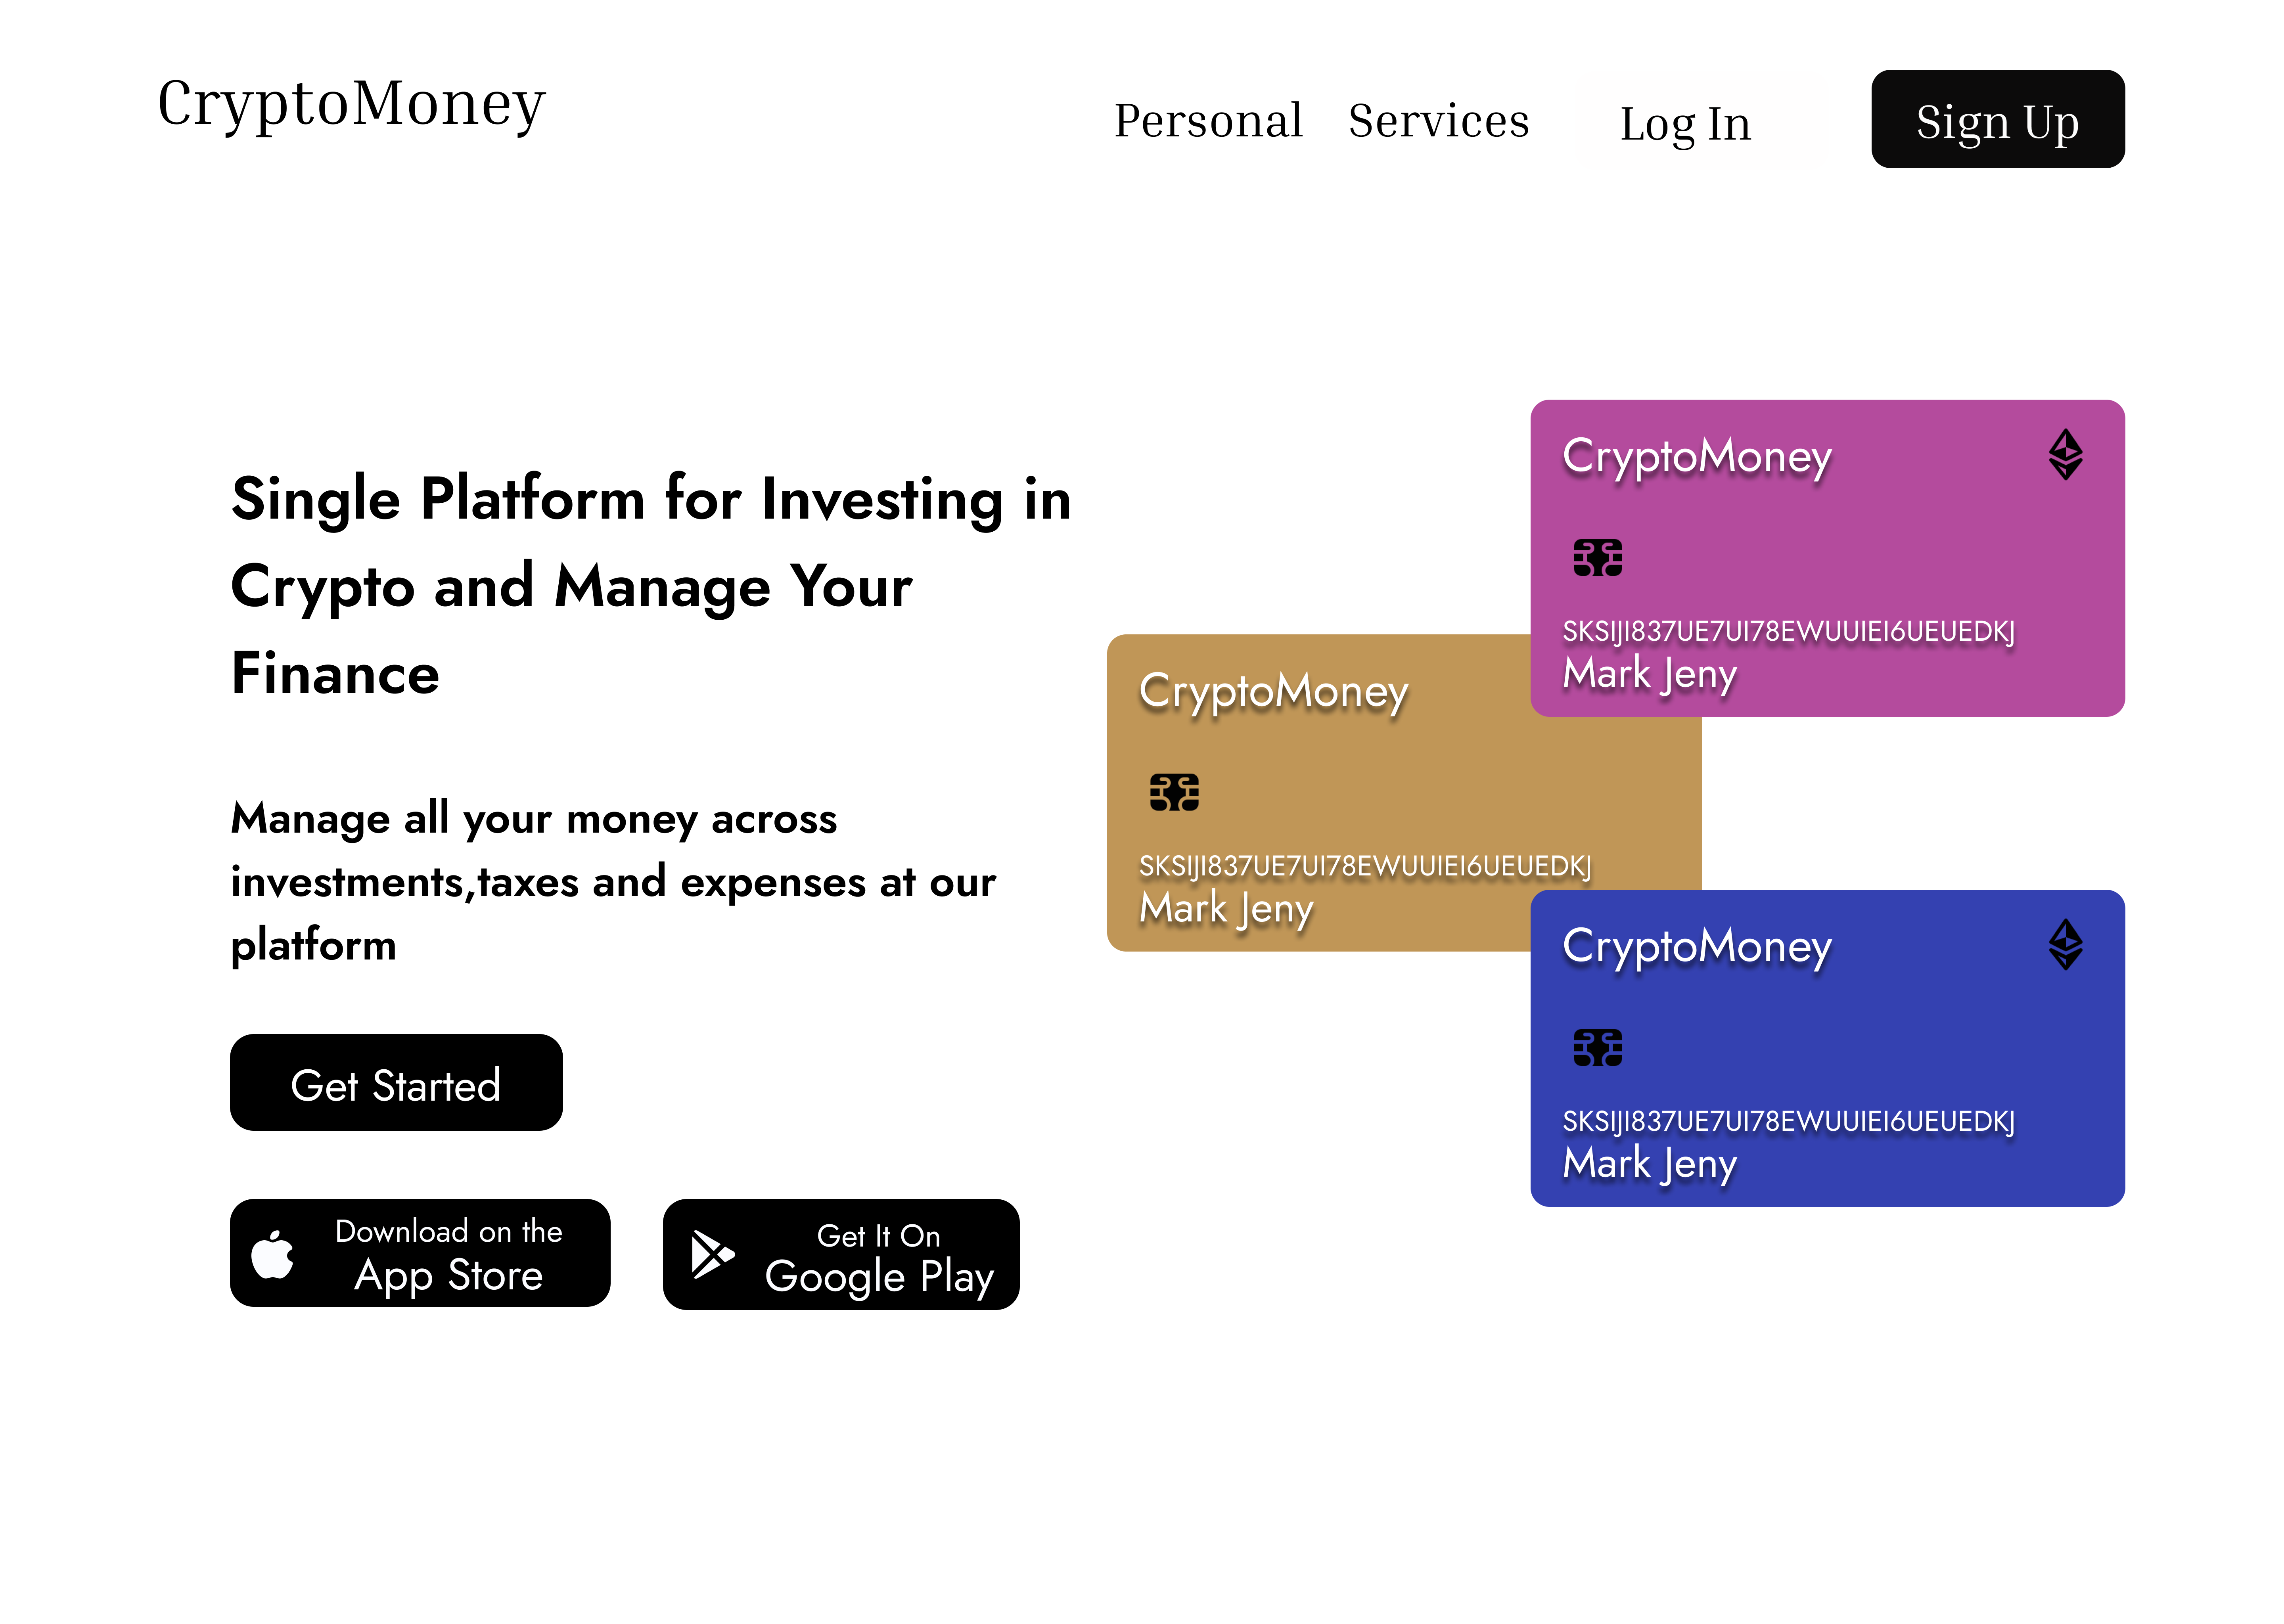 CryptoMoney
Personal Services Log In Sign Up
Single Platform for Investing in
Crypto and Manage Your
Finance
Manage all your money across
investments,taxes and expenses at our
platform
Get Started
Download on the
App Store
Get It On
Google Play
CryptoMoney
SKSIJI837UE7UI78EWUUIEI6UEUEDKJ
Mark Jeny
CryptoMoney
SKSIJI837UE7UI78EWUUIEI6UEUEDKJ
Mark Jeny
CryptoMoney
SKSIJI837UE7UI78EWUUIEI6UEUEDKJ
Mark Jeny